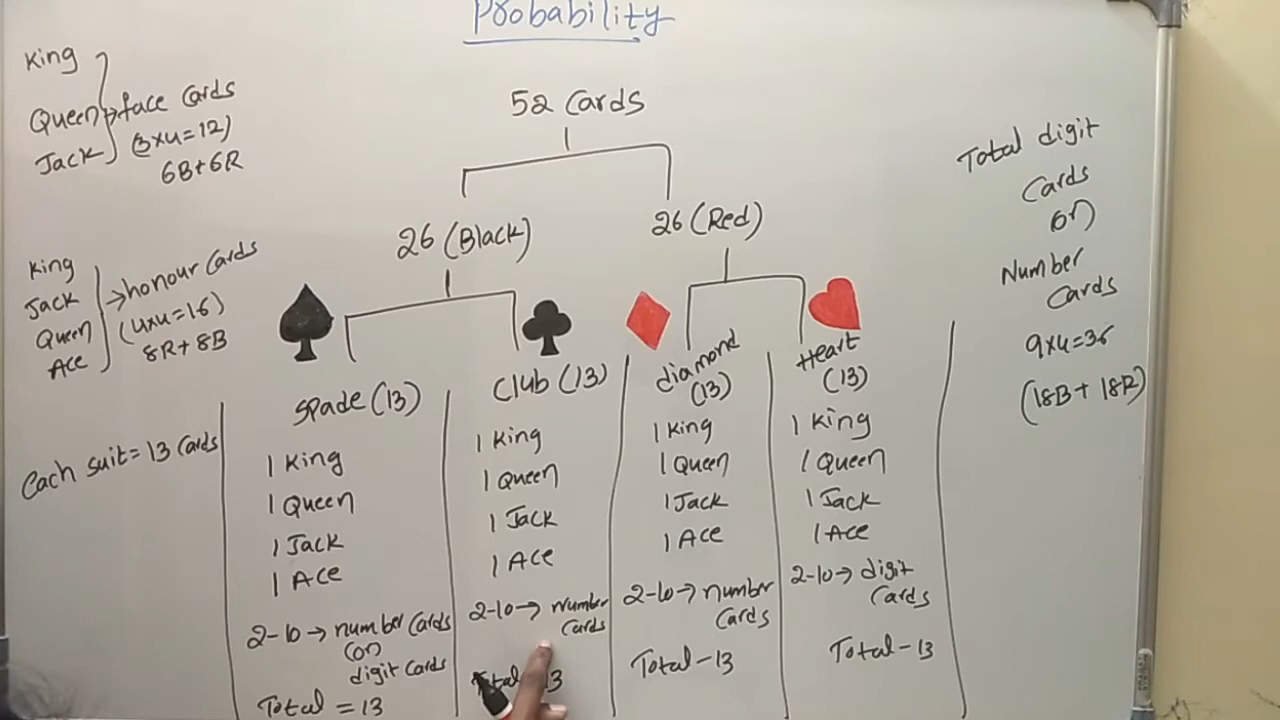 Probability
52 Cards
26 (Black)
26 (Red)
King
Queen
Jack
face Cards
(3x4=12)
6B+6R
King
Jack
Queen
Ace
honour Cards
(4x4=16)
8R+8B
Each suit = 13 Cards
Spade (13)
1 King
1 Queen
1 Jack
1 Ace
2-10→ number Cards
(or)
digit Cards
Total = 13
Club (13)
1 King
1 Queen
1 Jack
1 Ace
2-10→ number
Cards
13
diamond
(13)
1 King
1 Queen
1 Jack
1 Ace
2-10→ number
Cards
Total-13
Heart
(13)
1 King
1 Queen
1 Jack
1 Ace
2-10→ digit
Cards
Total-13
Total digit
Cards
or)
Number
Cards
9x4=36
(18B+ 18R)